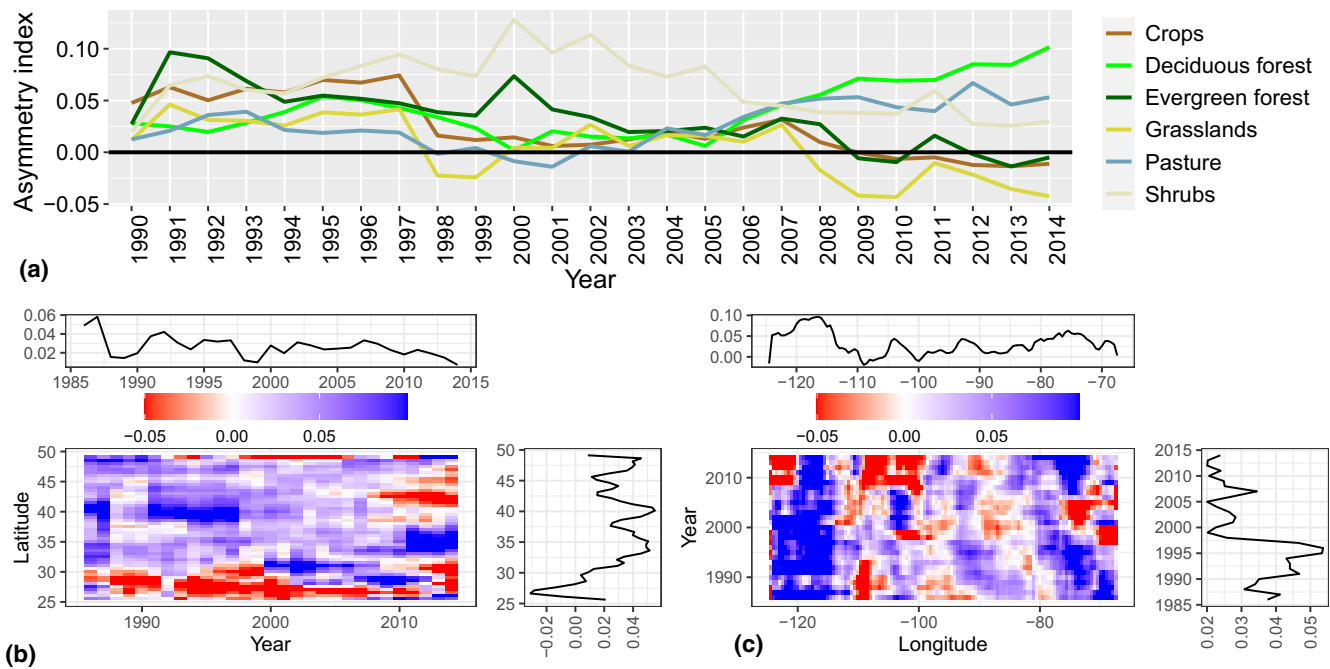 Asymmetry index
0.10
0.05
0.00
−0.05
1990 1991 1992 1993 1994 1995 1996 1997 1998 1999 2000 2001 2002 2003 2004 2005 2006 2007 2008 2009 2010 2011 2012 2013 2014
Year
(a)
Crops
Deciduous forest
Evergreen forest
Grasslands
Pasture
Shrubs
0.06
0.04
0.02
1985 1990 1995 2000 2005 2010 2015
−0.05 0.00 0.05
Latitude
50
45
40
35
30
25
1990 2000 2010
Year
50
45
40
35
30
25
−0.02 0.00 0.02 0.04
(b)
0.10
0.05
0.00
−120 −110 −100 −90 −80 −70
−0.05 0.00 0.05
Year
2010
2000
1990
−120 −100 −80
Longitude
2015
2010
2005
2000
1995
1990
1985
0.02 0.03 0.04 0.05
(c)